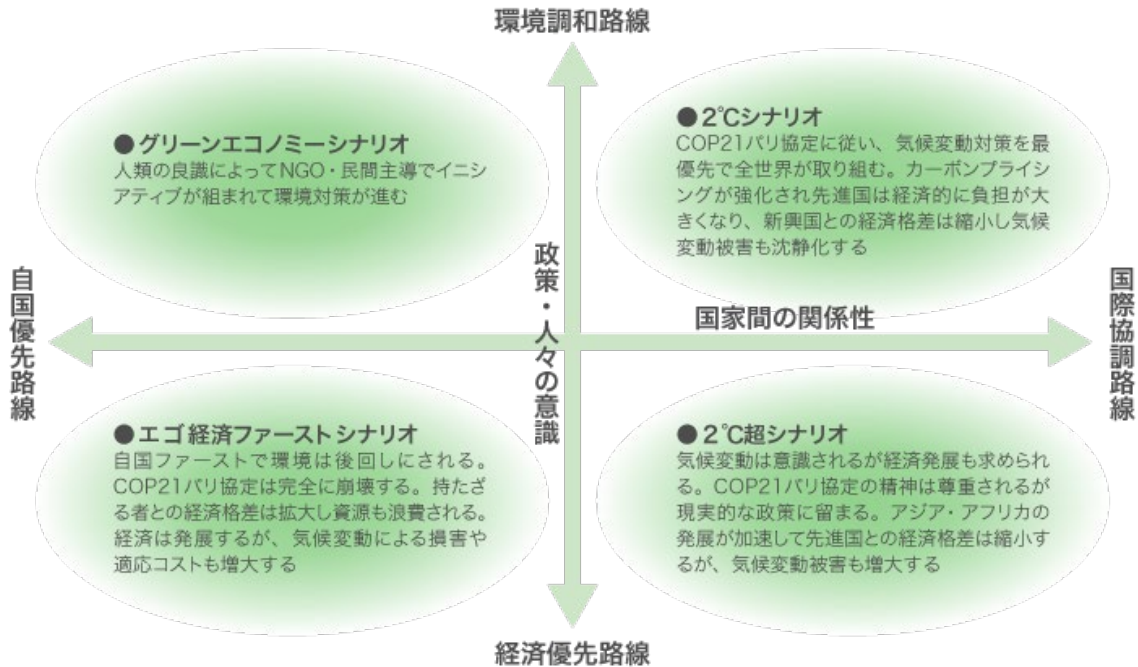 環境調和路線
●グリーンエコノミーシナリオ
人類の良識によってNGO・民間主導でイニシ
アティブが組まれて環境対策が進む
●2℃シナリオ
COP21パリ協定に従い、気候変動対策を最
優先で全世界が取り組む。カーボンプライシ
ングが強化され先進国は経済的に負担が大
きくなり、新興国との経済格差は縮小し気候
変動被害も沈静化する
自国優先路線
政策・人々の意識
国家間の関係性
国際協調路線
●エゴ経済ファーストシナリオ
自国ファーストで環境は後回しにされる。
COP21パリ協定は完全に崩壊する。持たざ
る者との経済格差は拡大し資源も浪費される。
経済は発展するが、気候変動による損害や
適応コストも増大する
●2℃超シナリオ
気候変動は意識されるが経済発展も求められ
る。COP21パリ協定の精神は尊重されるが
現実的な政策に留まる。アジア・アフリカの
発展が加速して先進国との経済格差は縮小す
るが、気候変動被害も増大する
経済優先路線